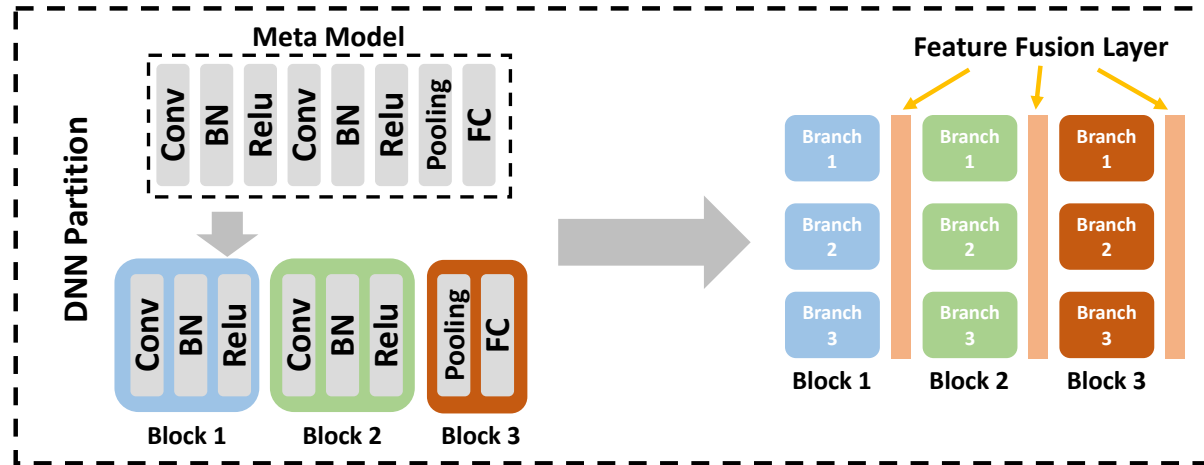 DNN Partition
Meta Model
Conv
BN
Relu
Conv
BN
Relu
Pooling
FC
Conv
BN
Relu
Conv
BN
Relu
Pooling
FC
Block 1
Block 2
Block 3
Feature Fusion Layer
Branch
1
Branch
1
Branch
1
Branch
2
Branch
2
Branch
2
Branch
3
Branch
3
Branch
3
Block 1
Block 2
Block 3